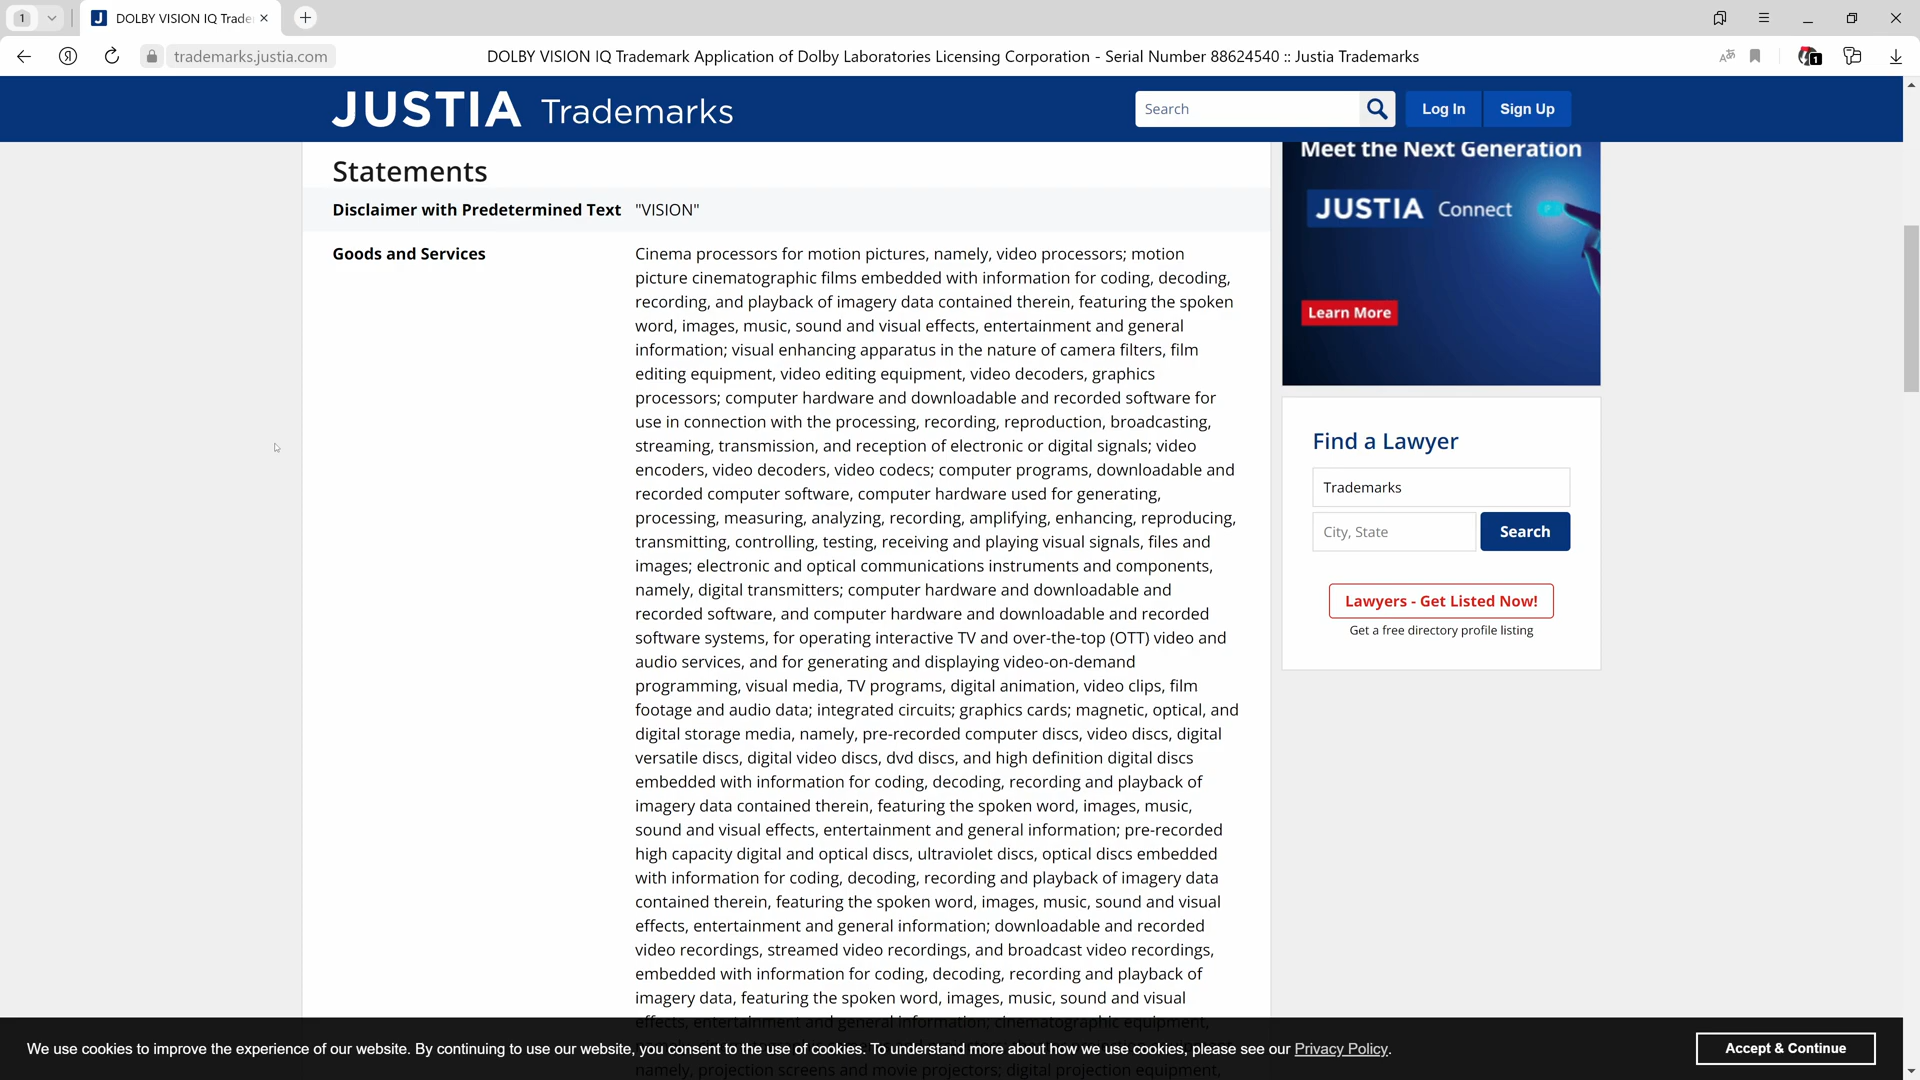 1
DOLBY VISION IQ Trade
trademarks.justia.com
DOLBY VISION IQ Trademark Application of Dolby Laboratories Licensing Corporation - Serial Number 88624540 :: Justia Trademarks
1
JUSTIA Trademarks
Search
Log In
Sign Up
Statements
Disclaimer with Predetermined Text "VISION"
Goods and Services
Cinema processors for motion pictures, namely, video processors; motion
picture cinematographic films embedded with information for coding, decoding,
recording, and playback of imagery data contained therein, featuring the spoken
word, images, music, sound and visual effects, entertainment and general
information; visual enhancing apparatus in the nature of camera filters, film
editing equipment, video editing equipment, video decoders, graphics
processors; computer hardware and downloadable and recorded software for
use in connection with the processing, recording, reproduction, broadcasting,
streaming, transmission, and reception of electronic or digital signals; video
encoders, video decoders, video codecs; computer programs, downloadable and
recorded computer software, computer hardware used for generating,
processing, measuring, analyzing, recording, amplifying, enhancing, reproducing,
transmitting, controlling, testing, receiving and playing visual signals, files and
images; electronic and optical communications instruments and components,
namely, digital transmitters; computer hardware and downloadable and
recorded software, and computer hardware and downloadable and recorded
software systems, for operating interactive TV and over-the-top (OTT) video and
audio services, and for generating and displaying video-on-demand
programming, visual media, TV programs, digital animation, video clips, film
footage and audio data; integrated circuits; graphics cards; magnetic, optical, and
digital storage media, namely, pre-recorded computer discs, video discs, digital
versatile discs, digital video discs, dvd discs, and high definition digital discs
embedded with information for coding, decoding, recording and playback of
imagery data contained therein, featuring the spoken word, images, music,
sound and visual effects, entertainment and general information; pre-recorded
high capacity digital and optical discs, ultraviolet discs, optical discs embedded
with information for coding, decoding, recording and playback of imagery data
contained therein, featuring the spoken word, images, music, sound and visual
effects, entertainment and general information; downloadable and recorded
video recordings, streamed video recordings, and broadcast video recordings,
embedded with information for coding, decoding, recording and playback of
imagery data, featuring the spoken word, images, music, sound and visual
effects, entertainment and general information; cinematographic equipment,
namely, projection screens and movie projectors; digital projection equipment,
Meet the Next Generation
JUSTIA Connect
Learn More
Find a Lawyer
Trademarks
City, State
Search
Lawyers - Get Listed Now!
Get a free directory profile listing
We use cookies to improve the experience of our website. By continuing to use our website, you consent to the use of cookies. To understand more about how we use cookies, please see our Privacy Policy.
Accept & Continue